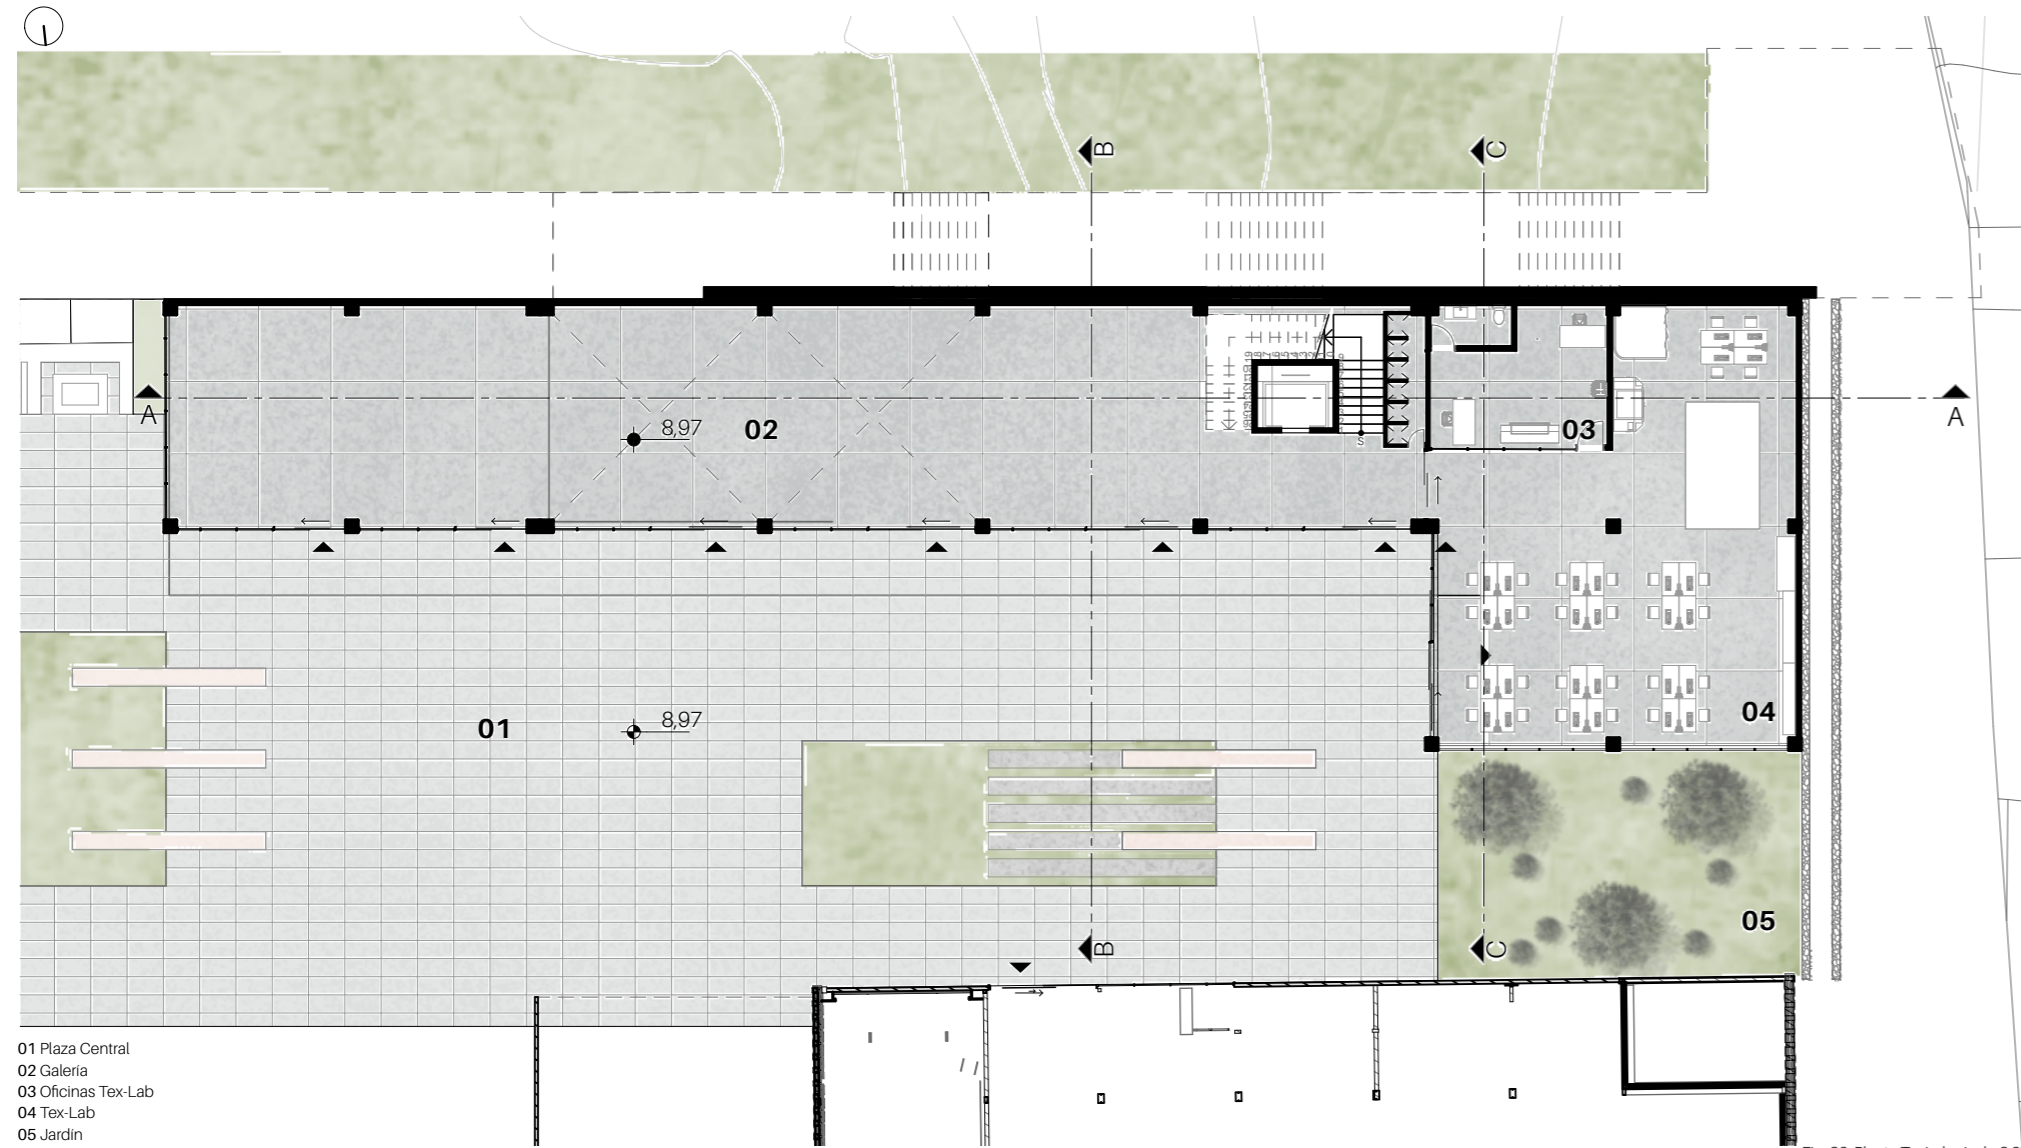 B
C
A
8,97
02
03
A
S
8,97
01
04
05
B
C
01 Plaza Central
02 Galería
03 Oficinas Tex-Lab
04 Tex-Lab
05 Jardín